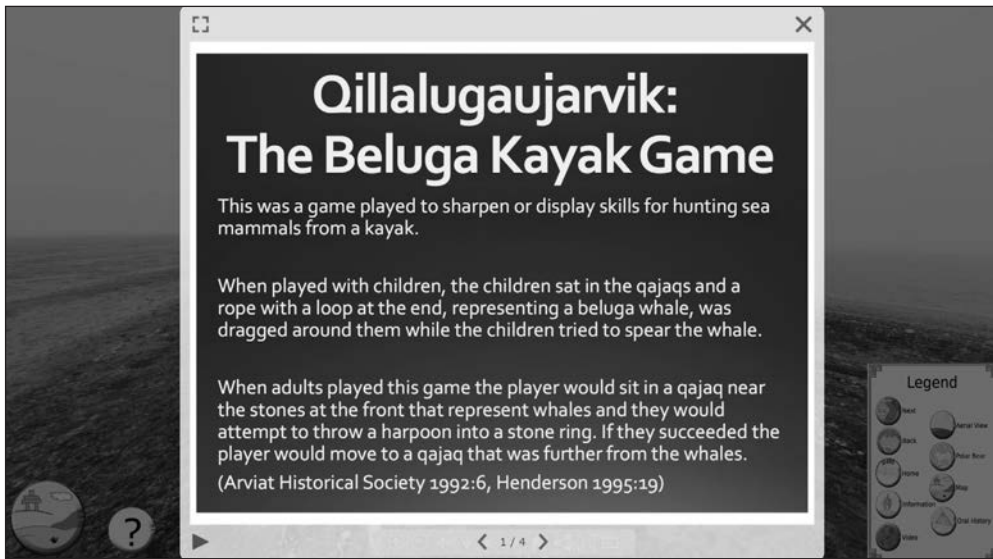 Qillalugaujarvik:
The Beluga Kayak Game
This was a game played to sharpen or display skills for hunting sea
mammals from a kayak.
When played with children, the children sat in the qajaqs and a
rope with a loop at the end, representing a beluga whale, was
dragged around them while the children tried to spear the whale.
When adults played this game the player would sit in a qajaq near
the stones at the front that represent whales and they would
attempt to throw a harpoon into a stone ring. If they succeeded the
player would move to a qajaq that was further from the whales.
(Arviat Historical Society 1992:6, Henderson 1995:19)
?
1 / 4
Legend
Next
Back
Home
Information
Video
Aerial View
Polar Bear
Map
Oral History